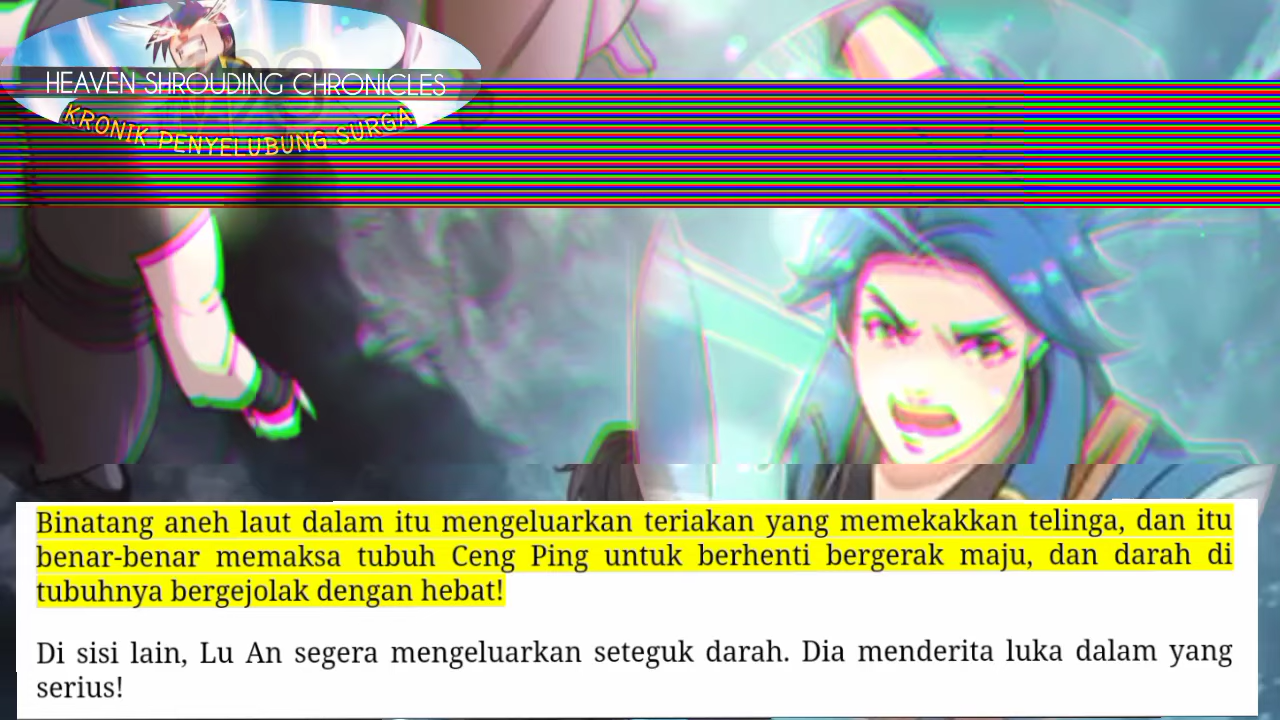 HEAVEN SHROUDING CHRONICLES
KRONIK PENYELUBUNG SURGA
Binatang aneh laut dalam itu mengeluarkan teriakan yang memekakkan telinga, dan itu
benar-benar memaksa tubuh Ceng Ping untuk berhenti bergerak maju, dan darah di
tubuhnya bergejolak dengan hebat!
Di sisi lain, Lu An segera mengeluarkan seteguk darah. Dia menderita luka dalam yang
serius!